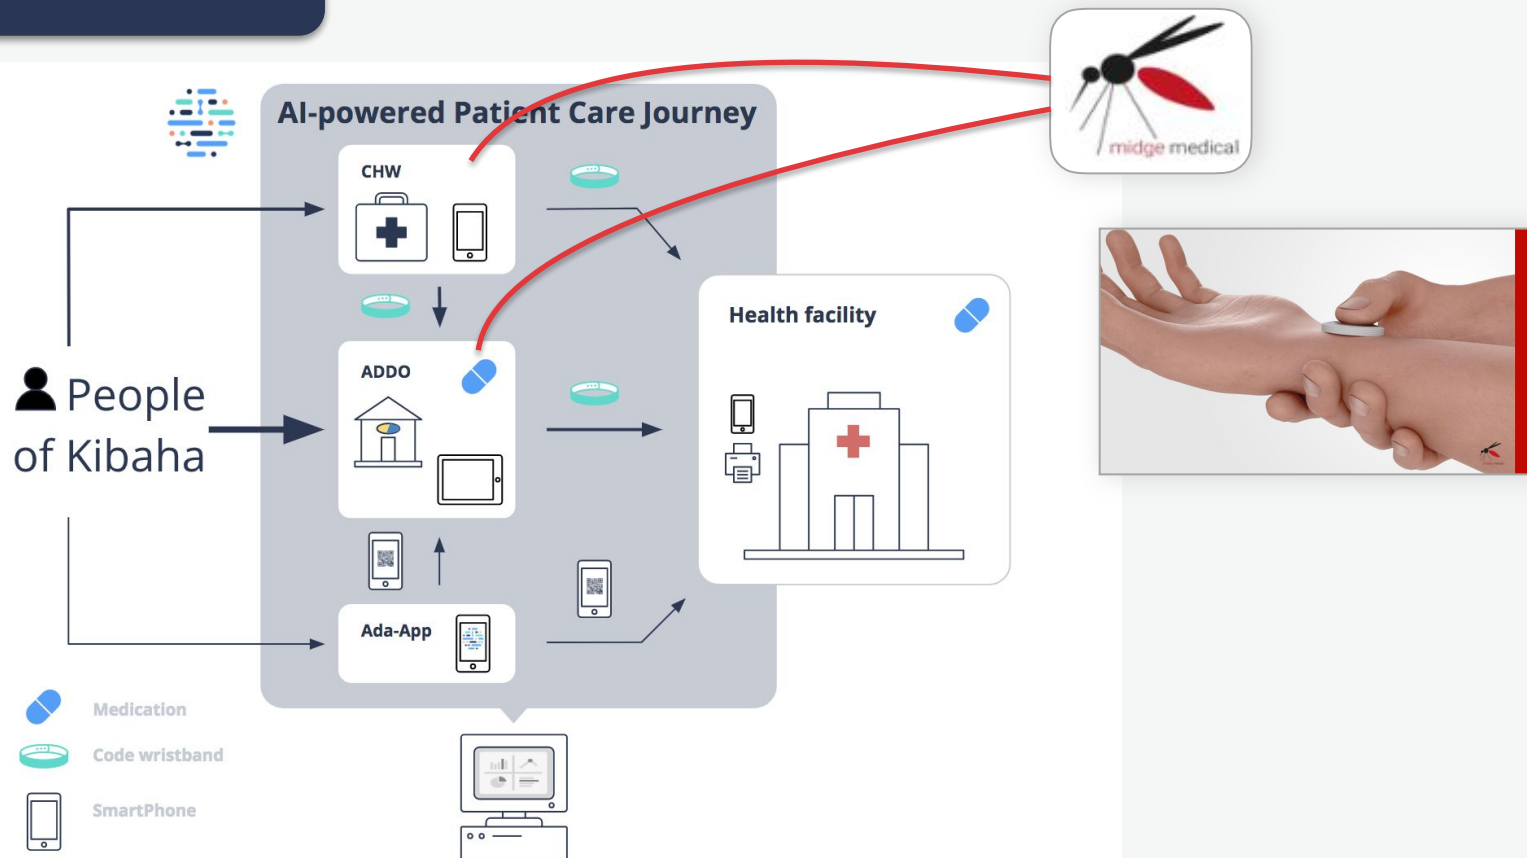 AI-powered Patient Care Journey
midge medical
CHW
Health facility
ADDO
People
of Kibaha
Ada-App
Medication
Code wristband
SmartPhone